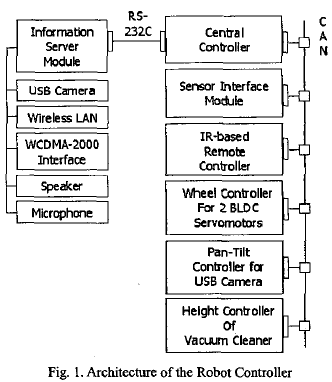 Information
Server
Module
USB Camera
Wireless LAN
WCDMA-2000
Interface
Speaker
Microphone
RS-
232C
Central
Controller
Sensor Interface
Module
IR-based
Remote
Controller
Wheel Controller
For 2 BLDC
Servomotors
Pan-Tilt
Controller for
USB Camera
Height Controller
Of
Vacuum Cleaner
C
A
N
Fig. 1. Architecture of the Robot Controller